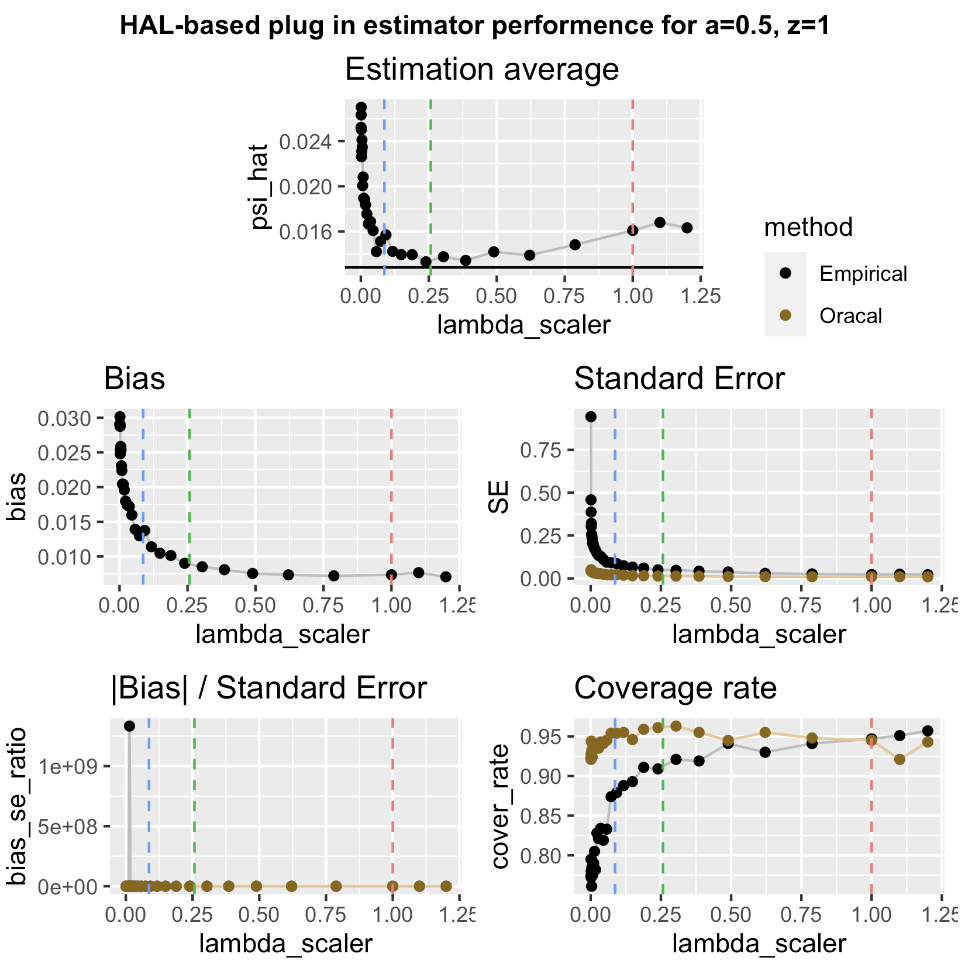 HAL-based plug in estimator performence for a=0.5, z=1
Estimation average
psi_hat
0.024
0.020
0.016
0.00 0.25 0.50 0.75 1.00 1.25
lambda_scaler
method
Empirical
Oracal
Bias
bias
0.030
0.025
0.020
0.015
0.010
0.00 0.25 0.50 0.75 1.00 1.25
lambda_scaler
Standard Error
SE
0.75
0.50
0.25
0.00
0.00 0.25 0.50 0.75 1.00 1.25
lambda_scaler
|Bias| / Standard Error
bias_se_ratio
1e+09
5e+08
0e+00
0.00 0.25 0.50 0.75 1.00 1.25
lambda_scaler
Coverage rate
cover_rate
0.95
0.90
0.85
0.80
0.00 0.25 0.50 0.75 1.00 1.25
lambda_scaler